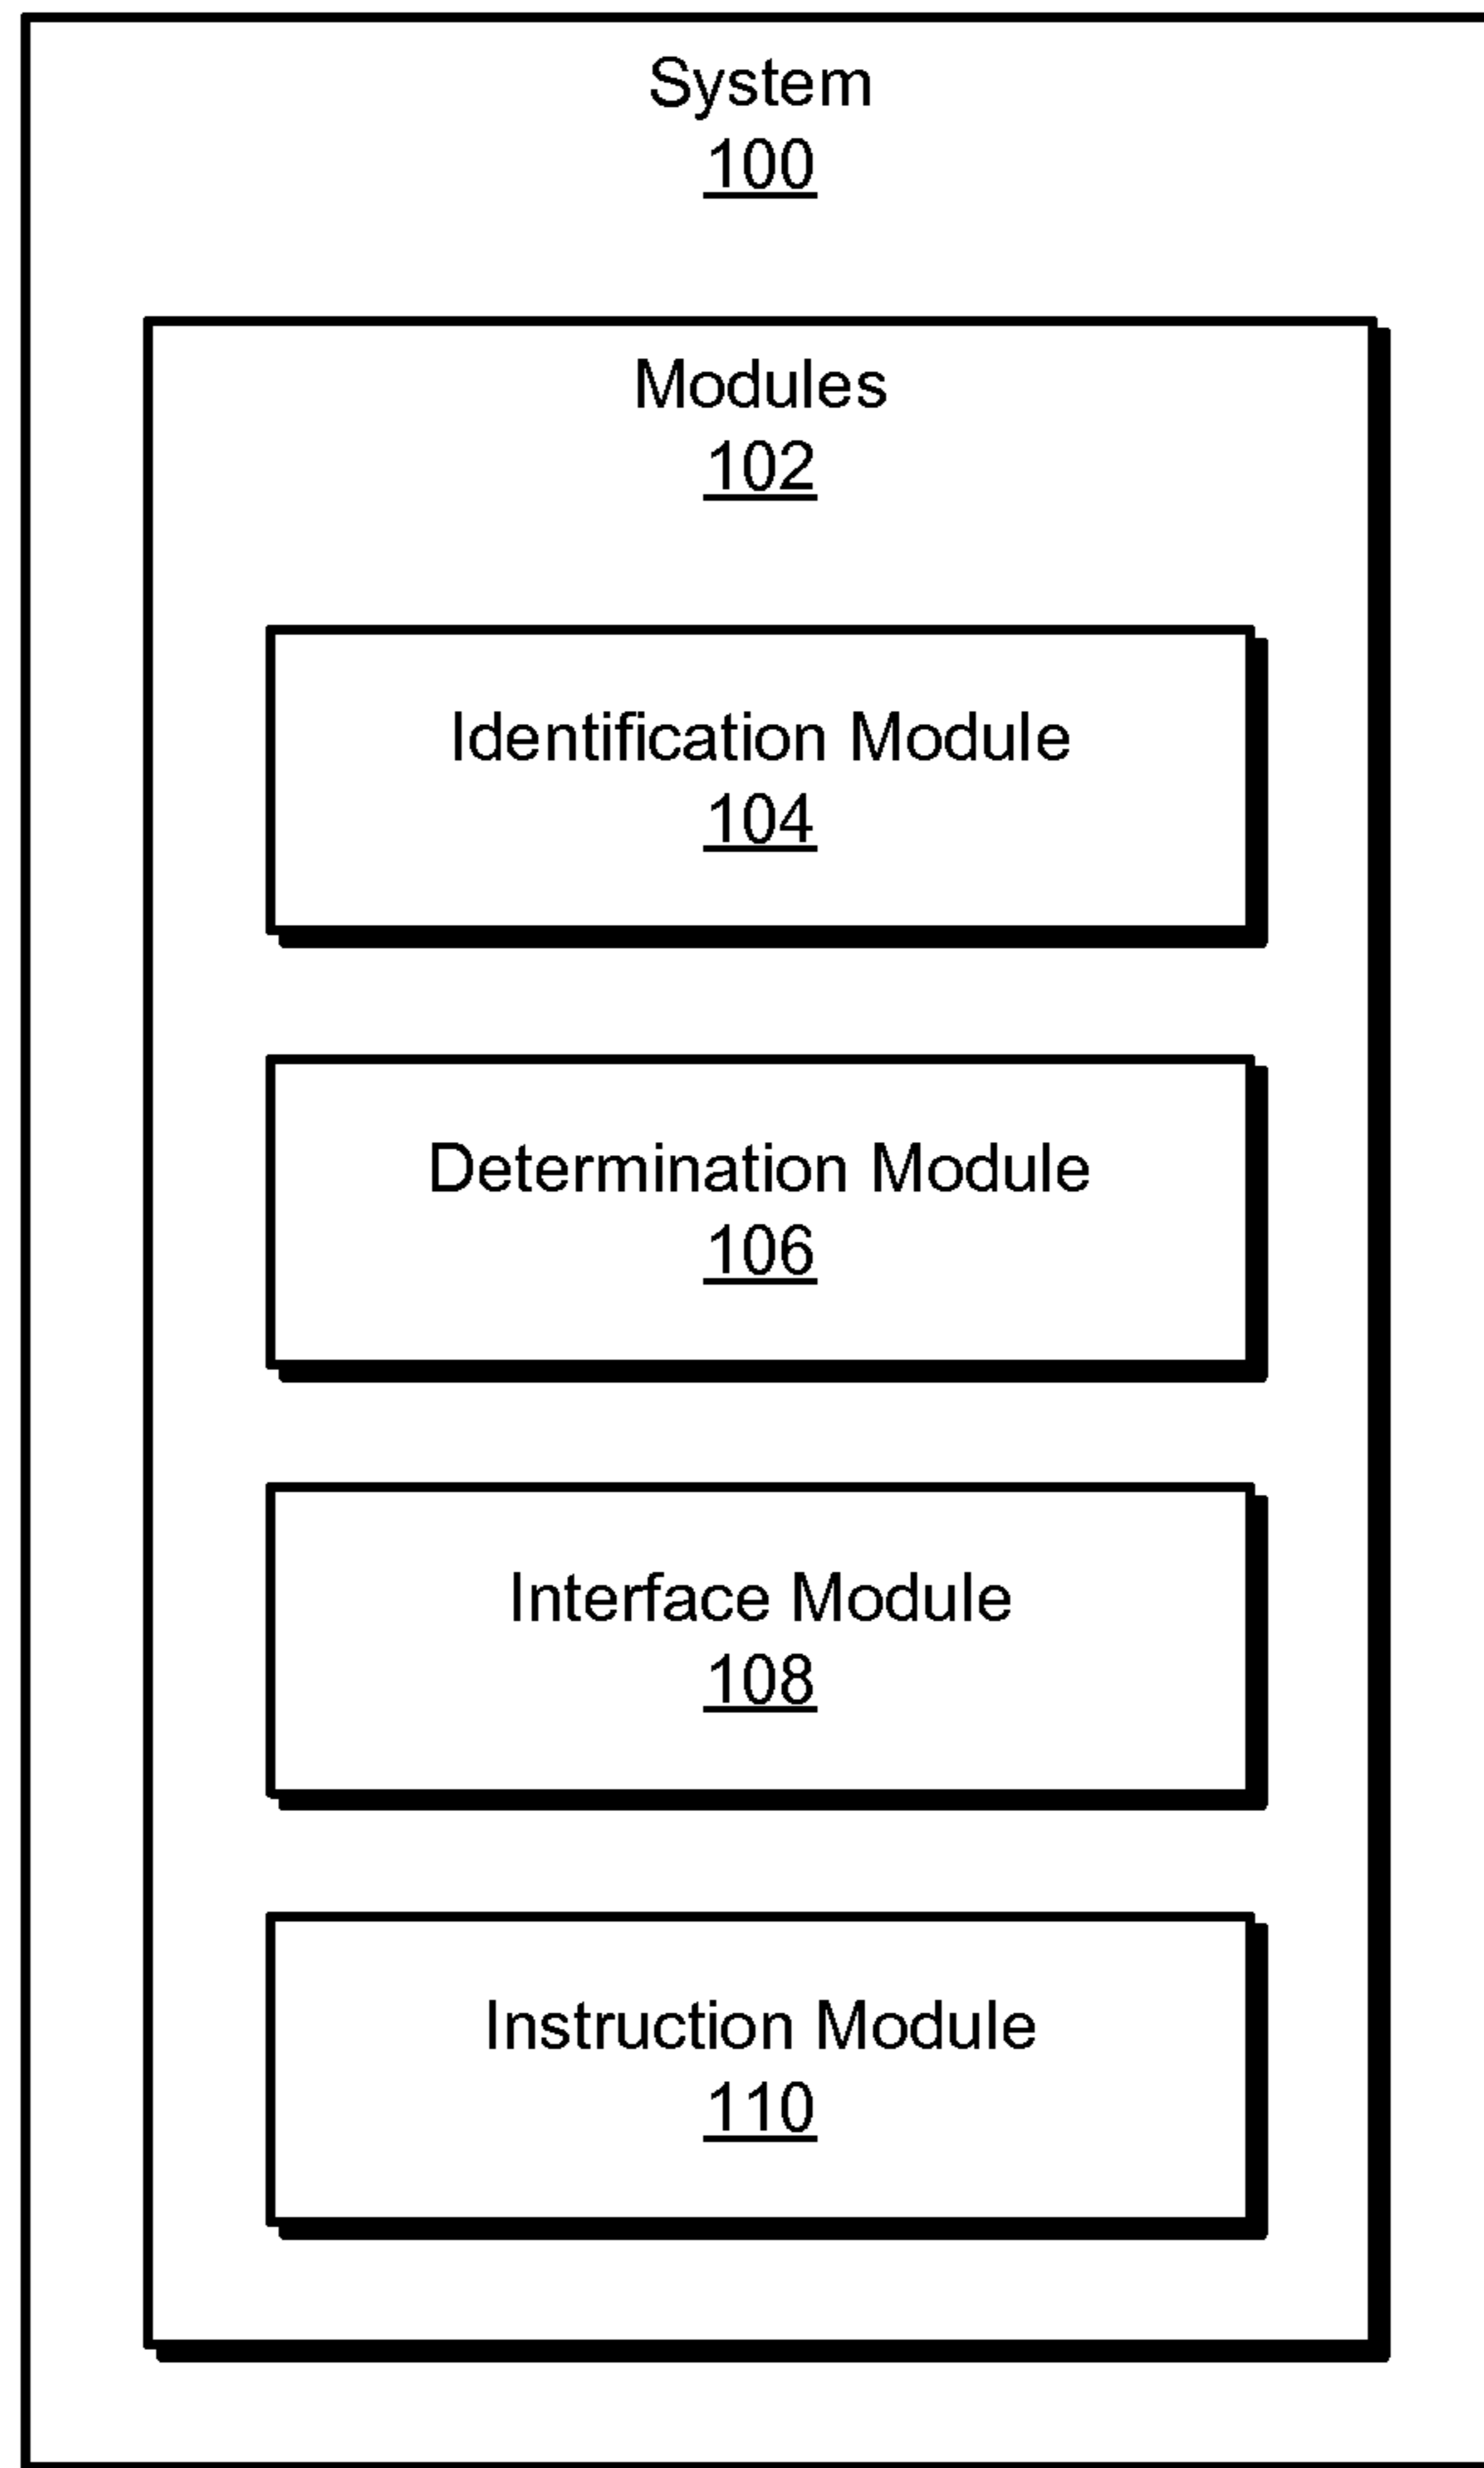 System
100
Modules
102
Identification Module
104
Determination Module
106
Interface Module
108
Instruction Module
110